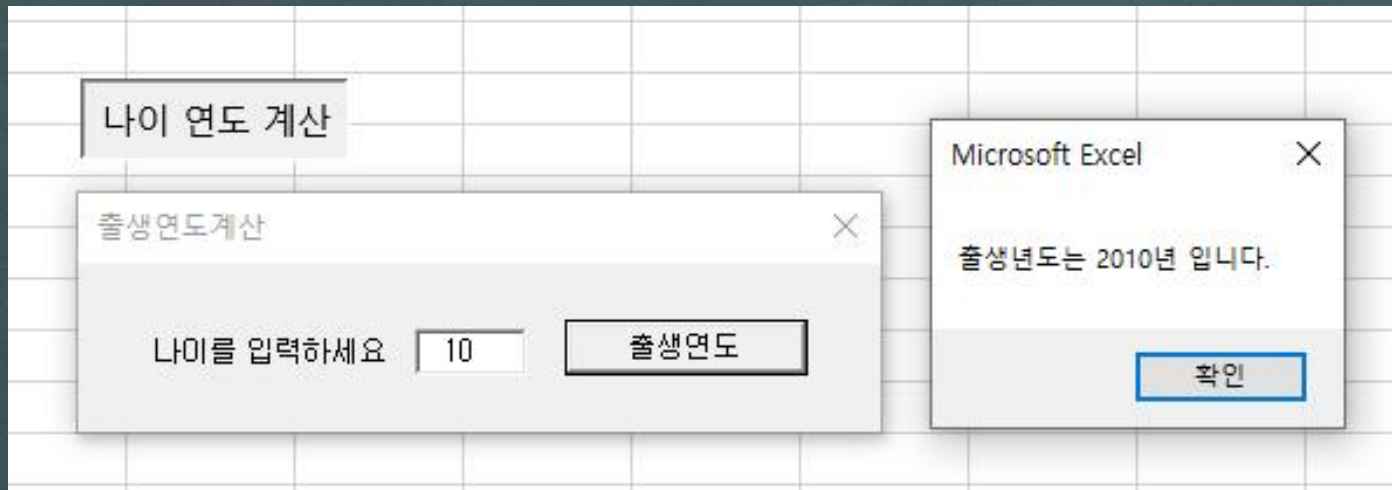 나이 연도 계산
출생연도계산
나이를 입력하세요 10 출생연도
Microsoft Excel
출생년도는 2010년 입니다.
확인